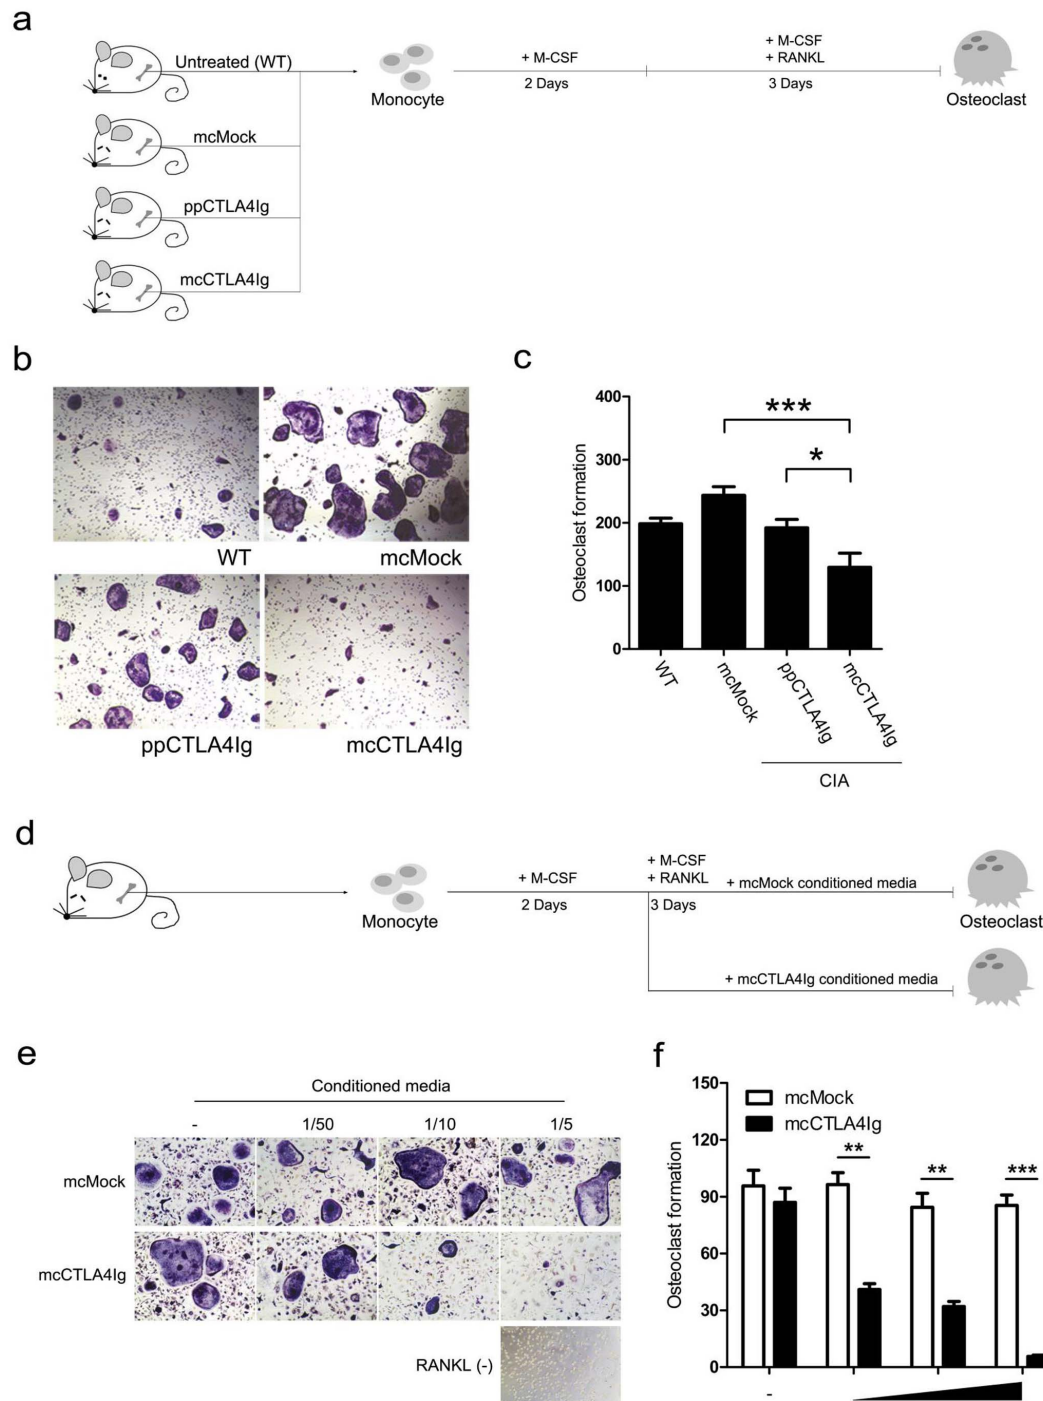 a
Untreated (WT)
mcMock
ppCTLA4Ig
mcCTLA4Ig
Monocyte
+ M-CSF
2 Days
+ M-CSF
+ RANKL
3 Days
Osteoclast
b
WT
mcMock
ppCTLA4Ig
mcCTLA4Ig
c
Osteoclast formation
400
300
200
100
0
***
*
WT
mcMock
ppCTLA4Ig
mcCTLA4Ig
CIA
d
Monocyte
+ M-CSF
2 Days
+ M-CSF
+ RANKL
3 Days
+ mcMock conditioned media
Osteoclast
+ mcCTLA4Ig conditioned media
e
Conditioned media
- 1/50 1/10 1/5
mcMock
mcCTLA4Ig
RANKL (-)
f
Osteoclast formation
150
120
90
60
30
0
mcMock
mcCTLA4Ig
** ** ***
-